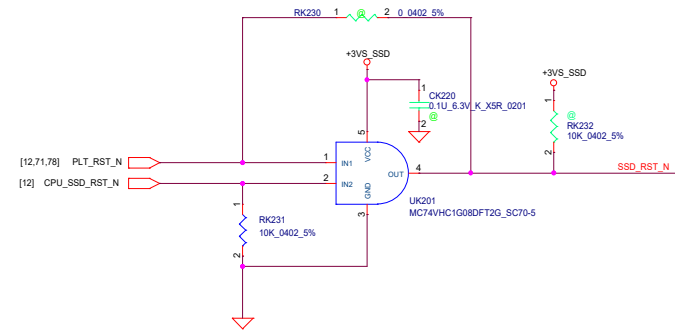 RK230 1 @ 2 0_0402_5%
+3VS_SSD
+3VS_SSD
1
CK220
0.1U_6.3V_K_X5R_0201
@
2
1
@
RK232
10K_0402_5%
2
5
VCC
[12,71,78] PLT_RST_N 1 IN1
OUT 4
SSD_RST_N
[12] CPU_SSD_RST_N 2 IN2
GND
3
UK201
MC74VHC1G08DFT2G_SC70-5
1
RK231
10K_0402_5%
2